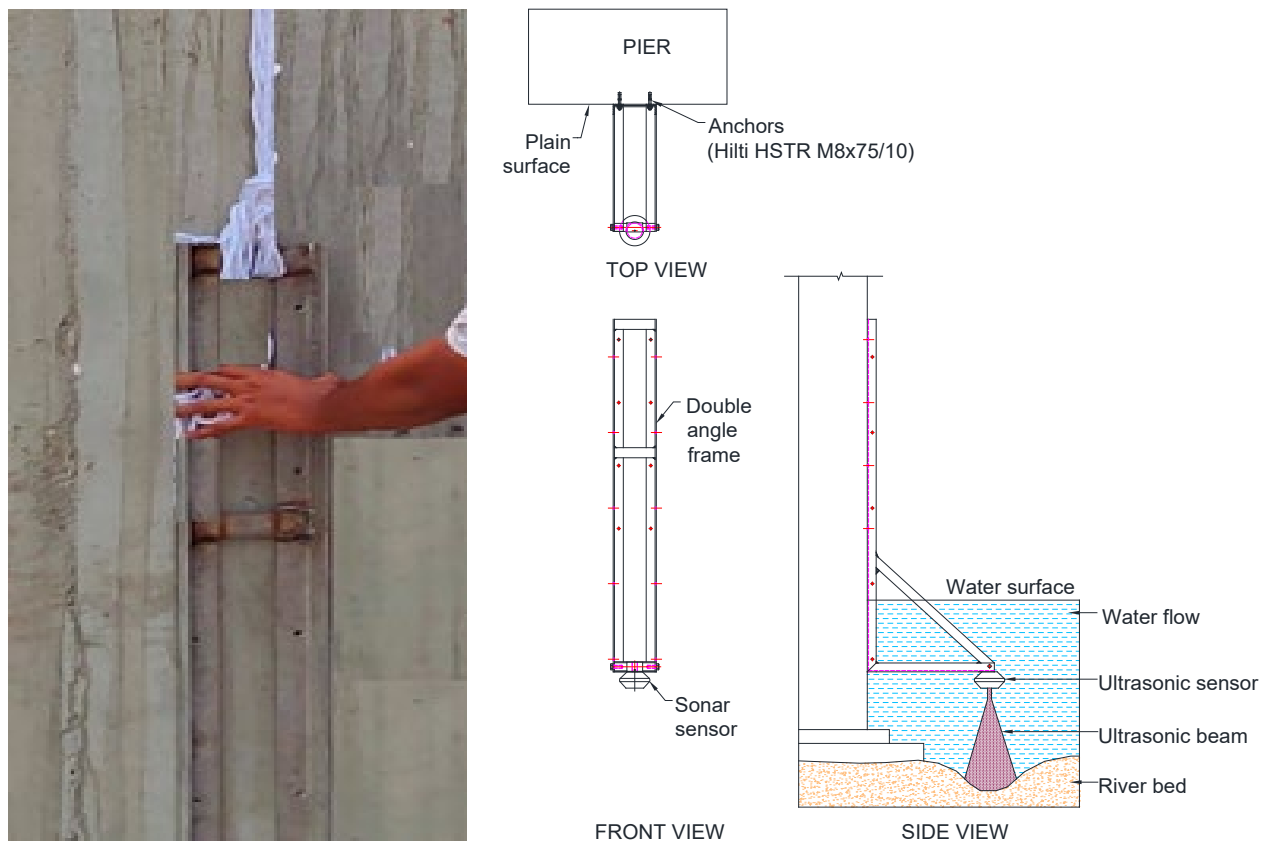 PIER
Plain
surface
Anchors
(Hilti HSTR M8x75/10)
TOP VIEW
Double
angle
frame
Sonar
sensor
FRONT VIEW
Water surface
Water flow
Ultrasonic sensor
Ultrasonic beam
River bed
SIDE VIEW